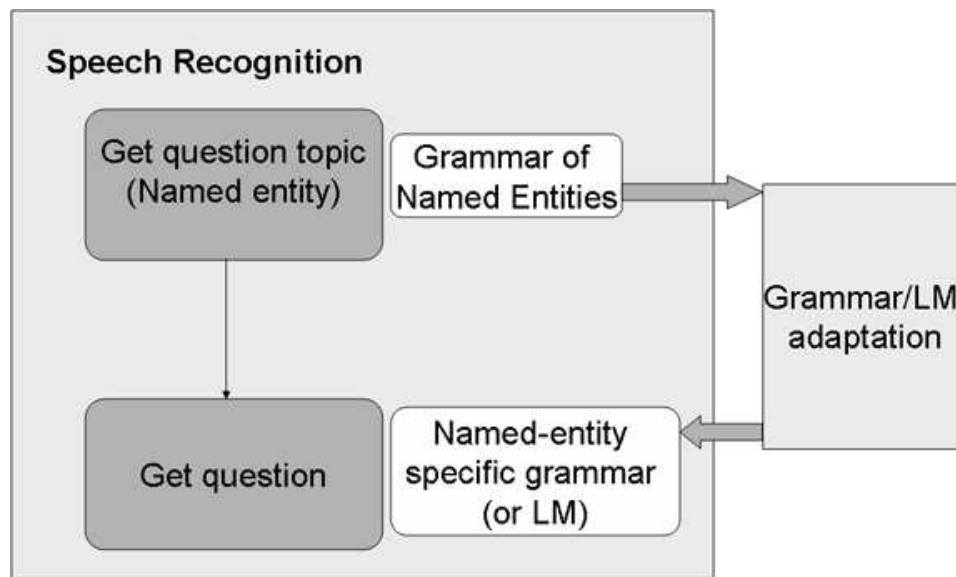 Speech Recognition
Get question topic
(Named entity)
Grammar of
Named Entities
Grammar/LM
adaptation
Get question
Named-entity
specific grammar
(or LM)